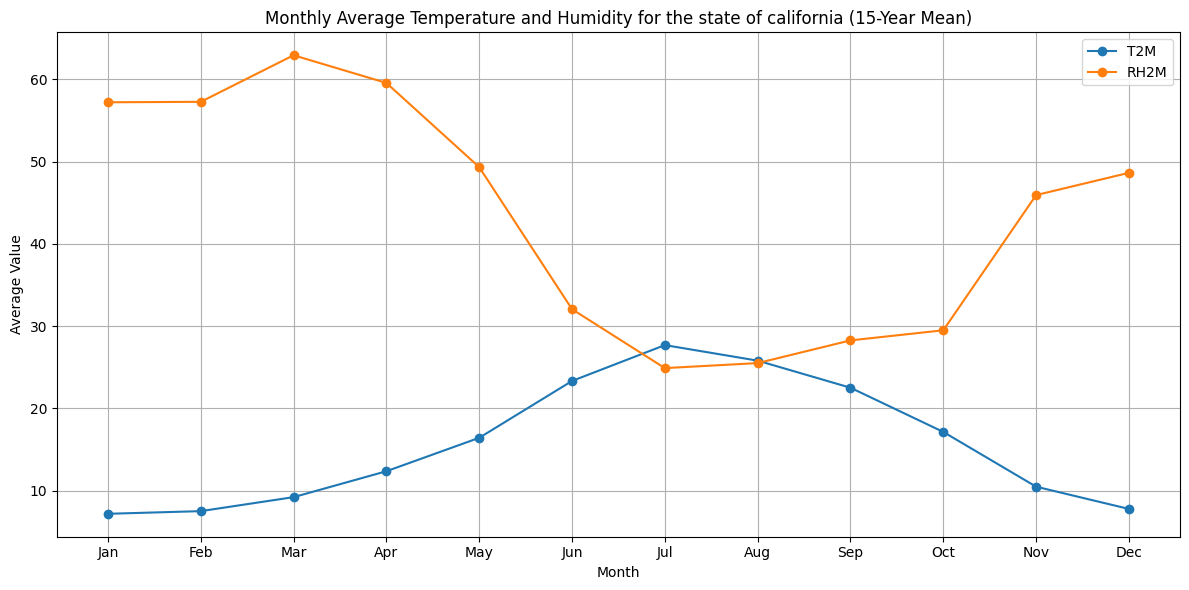 Monthly Average Temperature and Humidity for the state of california (15-Year Mean)
T2M
RH2M
Average Value
60
50
40
30
20
10
Jan Feb Mar Apr May Jun Jul Aug Sep Oct Nov Dec
Month